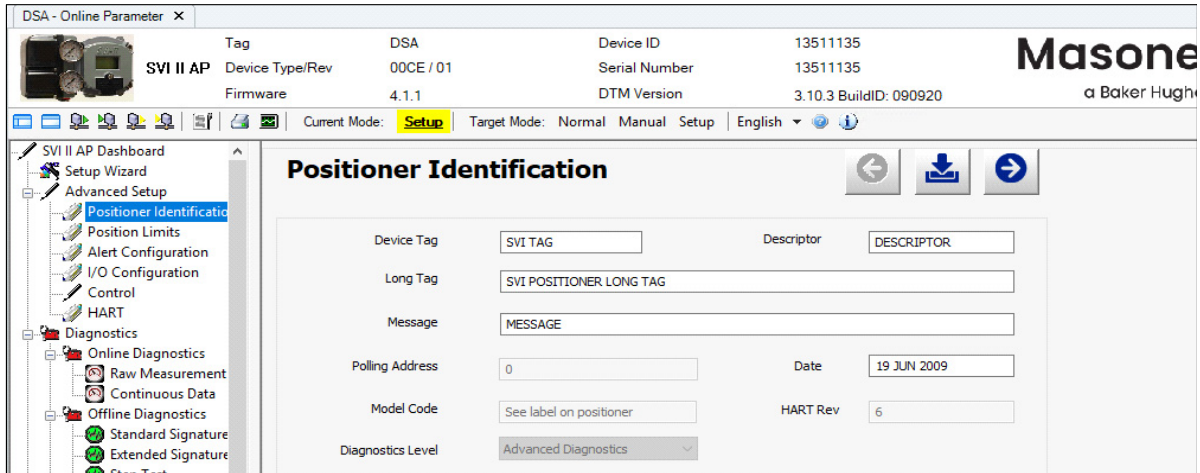 DSA - Online Parameter ×
SVI II AP
Tag DSA Device ID 13511135
Device Type/Rev 00CE / 01 Serial Number 13511135
Firmware 4.1.1 DTM Version 3.10.3 BuildID: 090920
Masone
a Baker Hughe
Current Mode: Setup Target Mode: Normal Manual Setup English
SVI II AP Dashboard
Setup Wizard
Advanced Setup
Positioner Identificatio
Position Limits
Alert Configuration
I/O Configuration
Control
HART
Diagnostics
Online Diagnostics
Raw Measurement
Continuous Data
Offline Diagnostics
Standard Signature
Extended Signature
Positioner Identification
Device Tag SVI TAG Descriptor DESCRIPTOR
Long Tag SVI POSITIONER LONG TAG
Message MESSAGE
Polling Address 0 Date 19 JUN 2009
Model Code See label on positioner HART Rev 6
Diagnostics Level Advanced Diagnostics